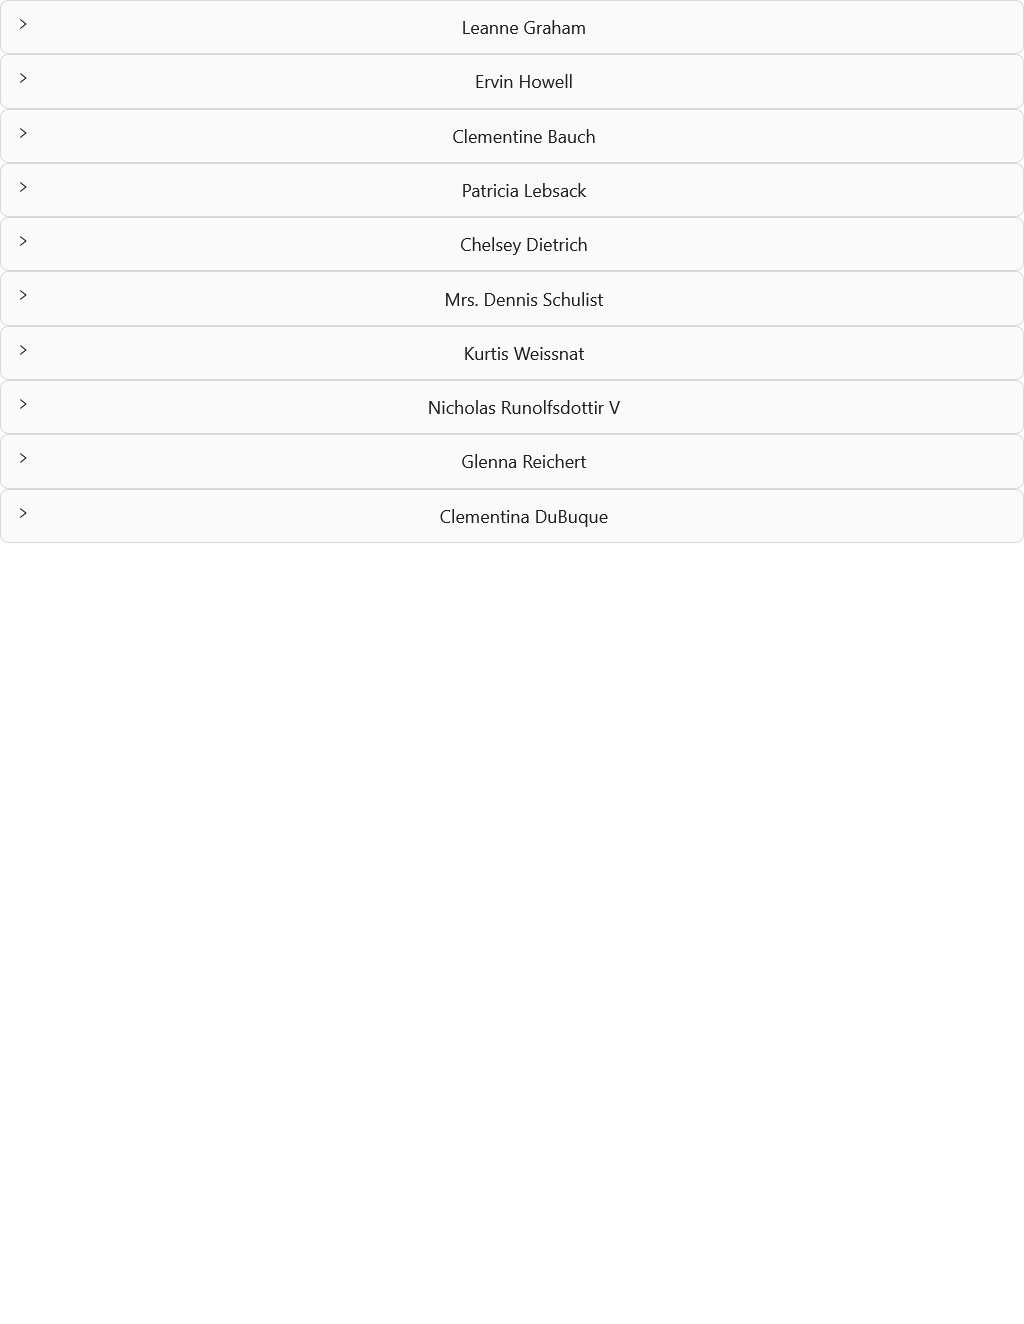 Leanne Graham
Ervin Howell
Clementine Bauch
Patricia Lebsack
Chelsey Dietrich
Mrs. Dennis Schulist
Kurtis Weissnat
Nicholas Runolfsdottir V
Glenna Reichert
Clementina DuBuque